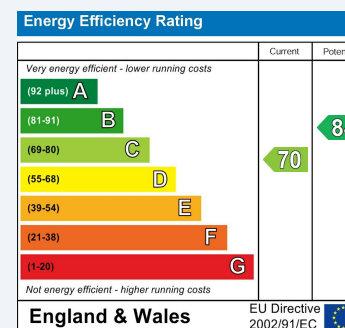 Energy Efficiency Rating
Current
Very energy efficient - lower running costs
(92 plus) A
(81-91) B
(69-80) C
70
(55-68) D
(39-54) E
(21-38) F
(1-20) G
Not energy efficient - higher running costs
England & Wales
EU Directive
2002/91/EC